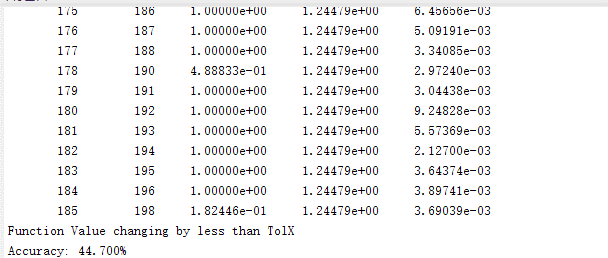 175 186 1.00000e+00 1.24479e+00 6.45656e-03
176 187 1.00000e+00 1.24479e+00 5.09191e-03
177 188 1.00000e+00 1.24479e+00 3.34085e-03
178 190 4.88833e-01 1.24479e+00 2.97240e-03
179 191 1.00000e+00 1.24479e+00 3.04438e-03
180 192 1.00000e+00 1.24479e+00 9.24828e-03
181 193 1.00000e+00 1.24479e+00 5.57369e-03
182 194 1.00000e+00 1.24479e+00 2.12700e-03
183 195 1.00000e+00 1.24479e+00 3.64374e-03
184 196 1.00000e+00 1.24479e+00 3.89741e-03
185 198 1.82446e-01 1.24479e+00 3.69039e-03
Function Value changing by less than TolX
Accuracy: 44.700%